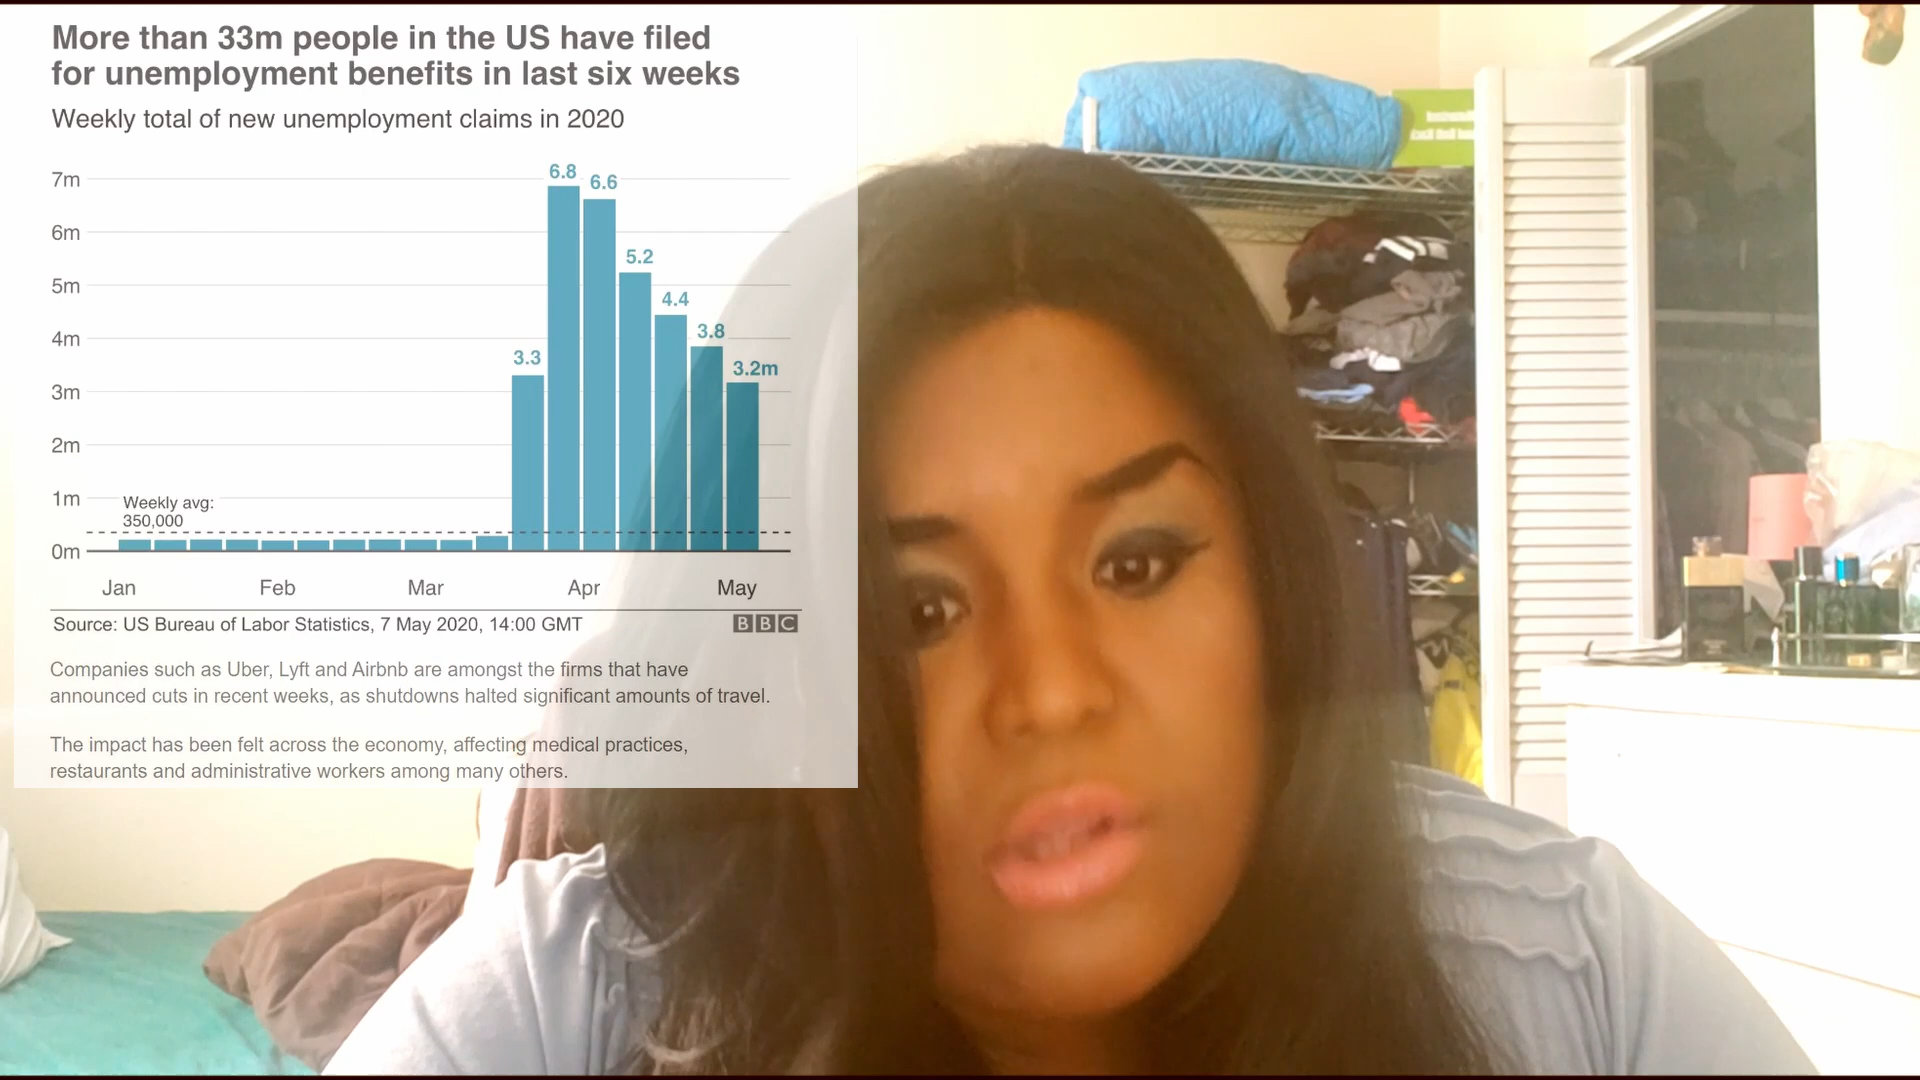 More than 33m people in the US have filed
for unemployment benefits in last six weeks
Weekly total of new unemployment claims in 2020
7m
6m
5m
4m
3m
2m
1m
0m
6.8
6.6
5.2
4.4
3.8
3.2m
3.3
Weekly avg:
350,000
Jan Feb Mar Apr May
Source: US Bureau of Labor Statistics, 7 May 2020, 14:00 GMT
BBC
Companies such as Uber, Lyft and Airbnb are amongst the firms that have
announced cuts in recent weeks, as shutdowns halted significant amounts of travel.
The impact has been felt across the economy, affecting medical practices,
restaurants and administrative workers among many others.